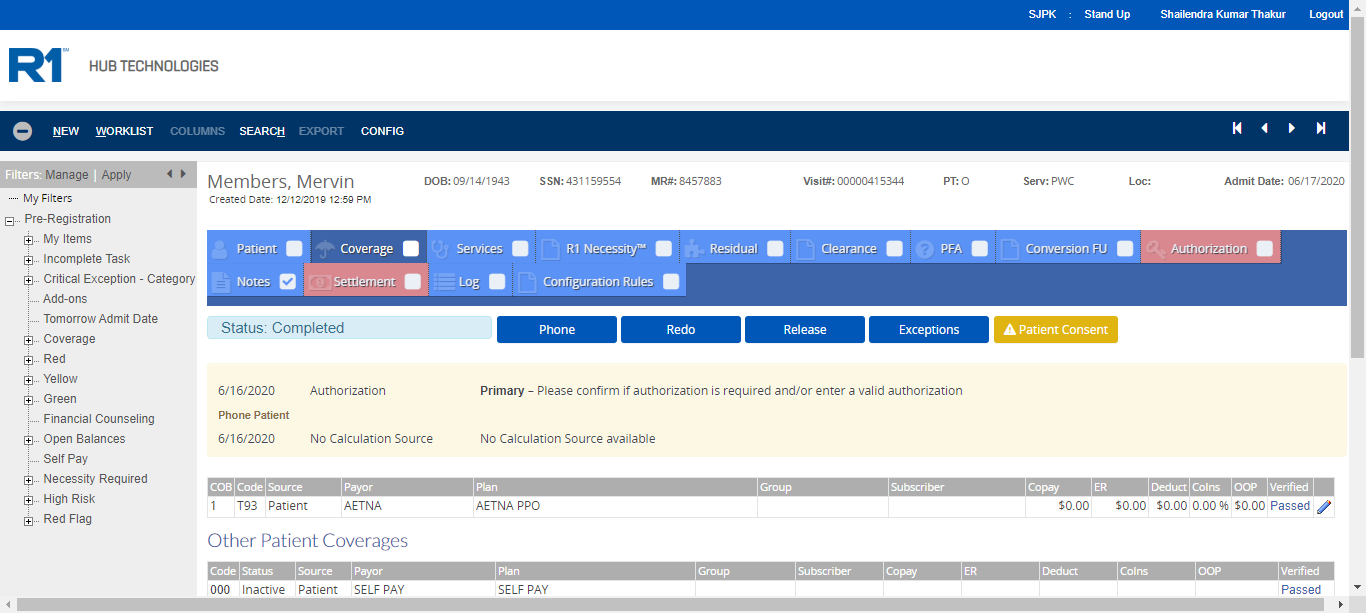 SJPK : Stand Up Shailendra Kumar Thakur Logout
R1 HUB TECHNOLOGIES
NEW WORKLIST COLUMNS SEARCH EXPORT CONFIG
Filters: Manage | Apply
My Filters
Pre-Registration
My Items
Incomplete Task
Critical Exception - Category
Add-ons
Tomorrow Admit Date
Coverage
Red
Yellow
Green
Financial Counseling
Open Balances
Self Pay
Necessity Required
High Risk
Red Flag
Members, Mervin DOB: 09/14/1943 SSN: 431159554 MR#: 8457883 Visit#: 00000415344 PT: O Serv: PWC Loc: Admit Date: 06/17/2020
Created Date: 12/12/2019 12:59 PM
Patient Coverage Services R1 Necessity™ Residual Clearance PFA Conversion FU Authorization
Notes Settlement Log Configuration Rules
Status: Completed Phone Redo Release Exceptions Patient Consent
6/16/2020 Authorization Primary – Please confirm if authorization is required and/or enter a valid authorization
Phone Patient
6/16/2020 No Calculation Source No Calculation Source available
COB Code Source Payor Plan Group Subscriber Copay ER Deduct CoIns OOP Verified
1 T93 Patient AETNA AETNA PPO $0.00 $0.00 $0.00 0.00 % $0.00 Passed
Other Patient Coverages
Code Status Source Payor Plan Group Subscriber Copay ER Deduct CoIns OOP Verified
000 Inactive Patient SELF PAY SELF PAY Passed